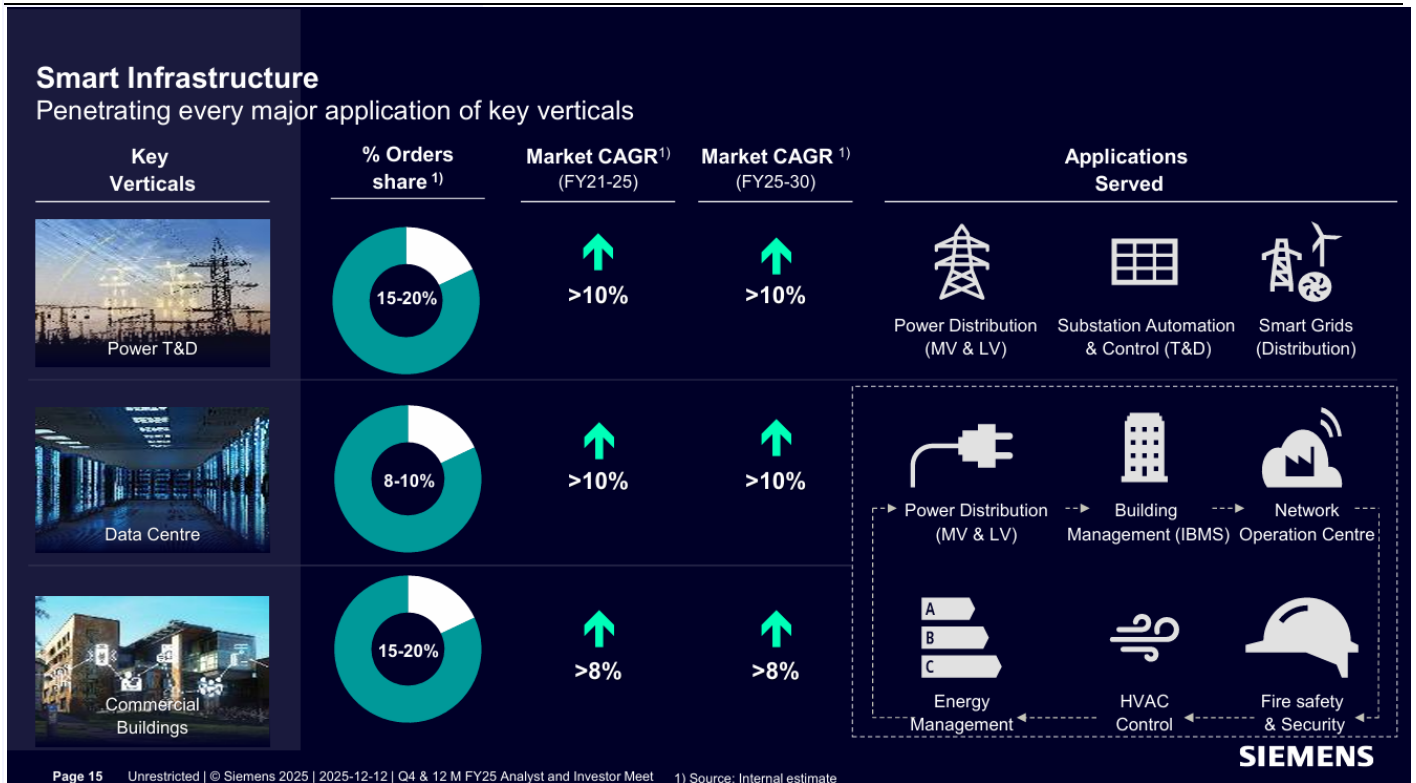 Smart Infrastructure
Penetrating every major application of key verticals
Key
Verticals
% Orders
share 1)
Market CAGR1)
(FY21-25)
Market CAGR 1)
(FY25-30)
Applications
Served
Power T&D
15-20%
>10%
>10%
Power Distribution
(MV & LV)
Substation Automation
& Control (T&D)
Smart Grids
(Distribution)
Data Centre
8-10%
>10%
>10%
Power Distribution
(MV & LV)
Building
Management (IBMS)
Network
Operation Centre
Commercial
Buildings
15-20%
>8%
>8%
A
B
C
Energy
Management
HVAC
Control
Fire safety
& Security
SIEMENS
Page 15 Unrestricted | © Siemens 2025 | 2025-12-12 | Q4 & 12 M FY25 Analyst and Investor Meet 1) Source: Internal estimate